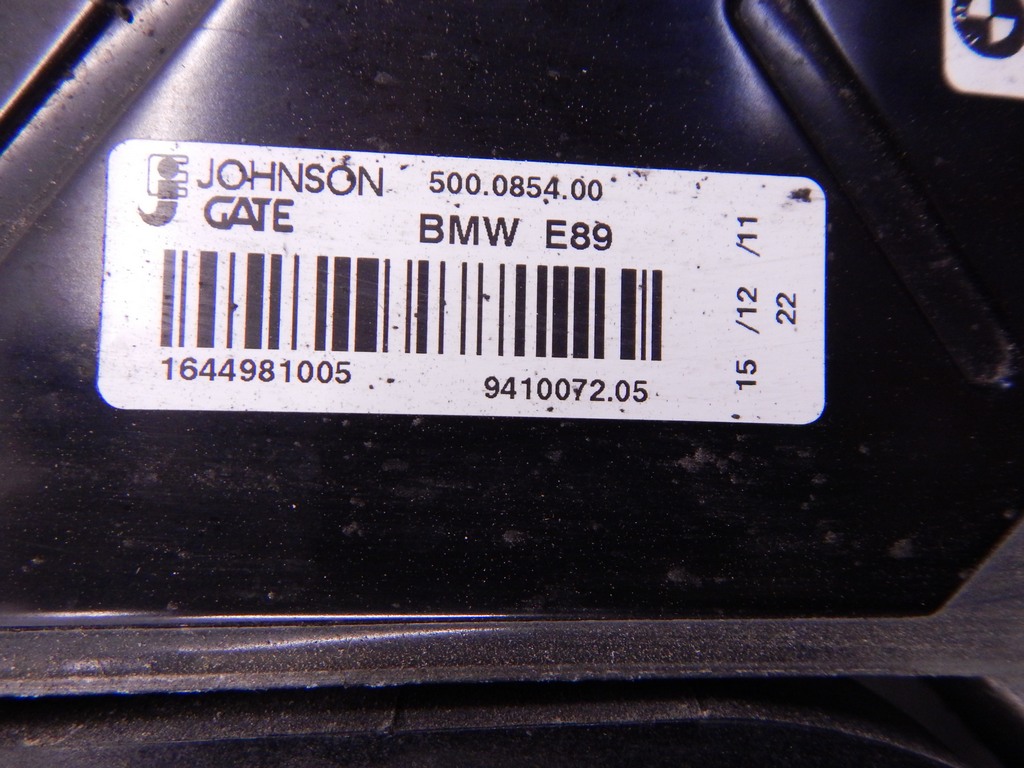 JOHNSON 500.0854.00
GATE BMW E89
1644981005
9410072.05
15 /12 /11
22